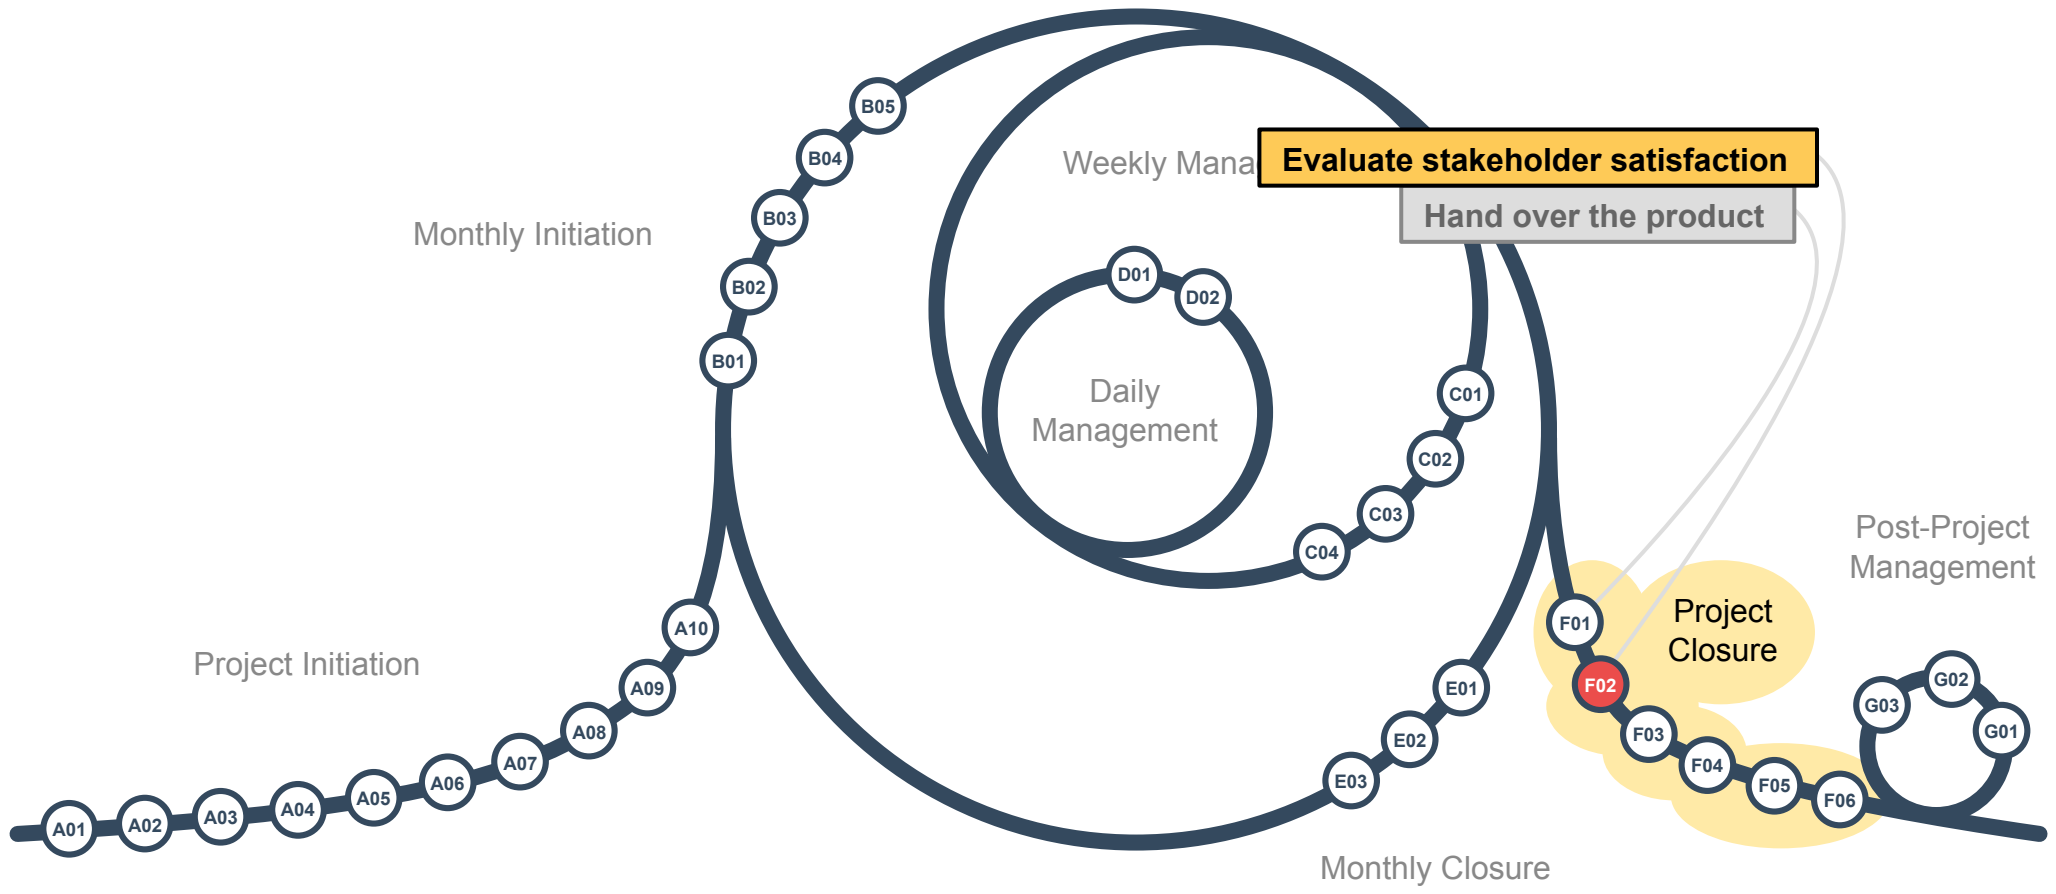 B05
B04
B03
B02
B01
Monthly Initiation
Weekly Mana
Evaluate stakeholder satisfaction
Hand over the product
D01
D02
Daily
Management
C01
C02
C03
C04
Post-Project
Management
Project
Closure
F01
F02
F03
F04
F05
F06
G03
G02
G01
E01
E02
E03
Monthly Closure
Project Initiation
A10
A09
A08
A07
A06
A05
A04
A03
A02
A01